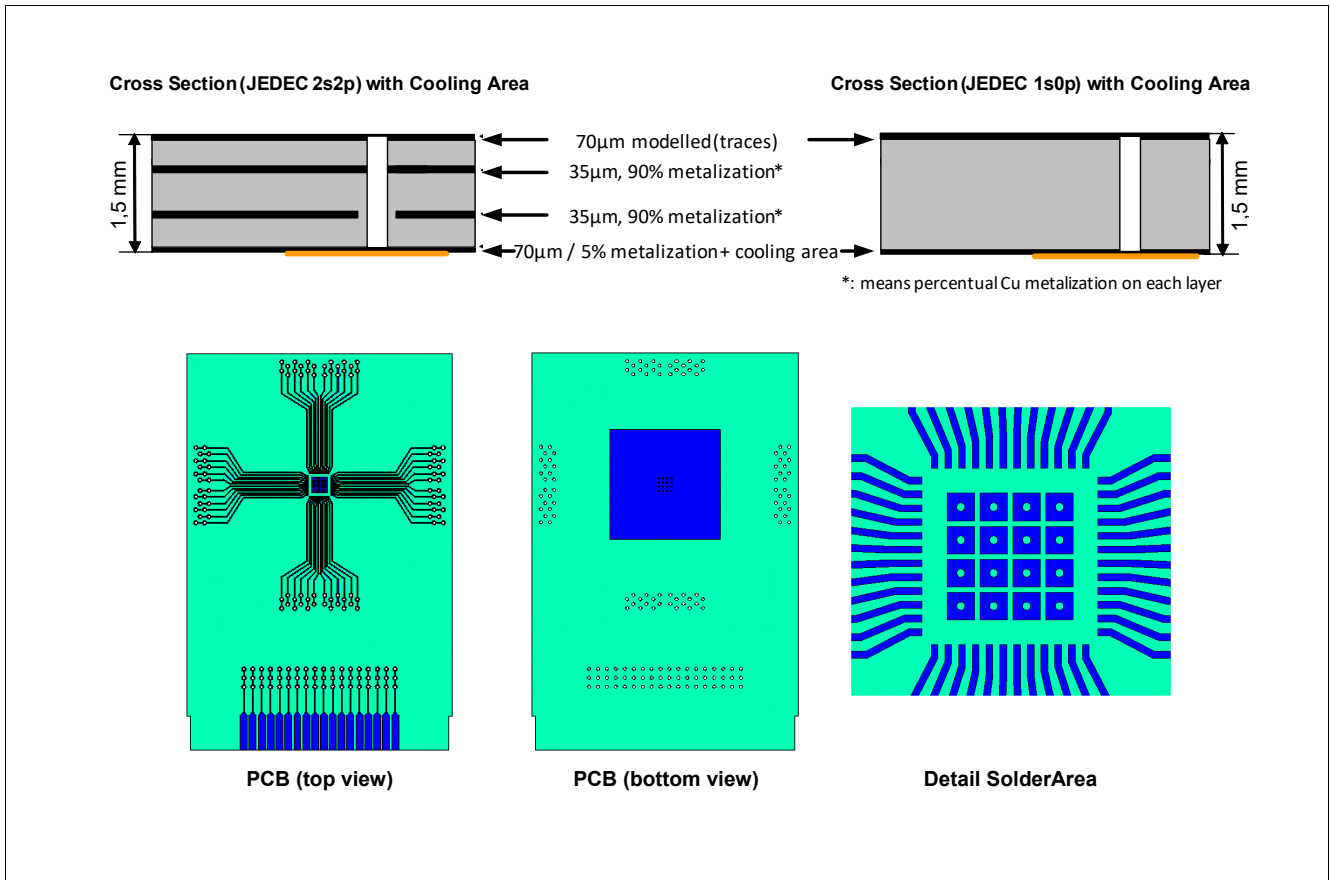 Cross Section (JEDEC 2s2p) with Cooling Area
Cross Section (JEDEC 1s0p) with Cooling Area
1,5 mm
70µm modelled (traces)
35µm, 90% metalization*
35µm, 90% metalization*
70µm / 5% metalization + cooling area
1,5 mm
*: means percentual Cu metalization on each layer
PCB (top view)
PCB (bottom view)
Detail SolderArea